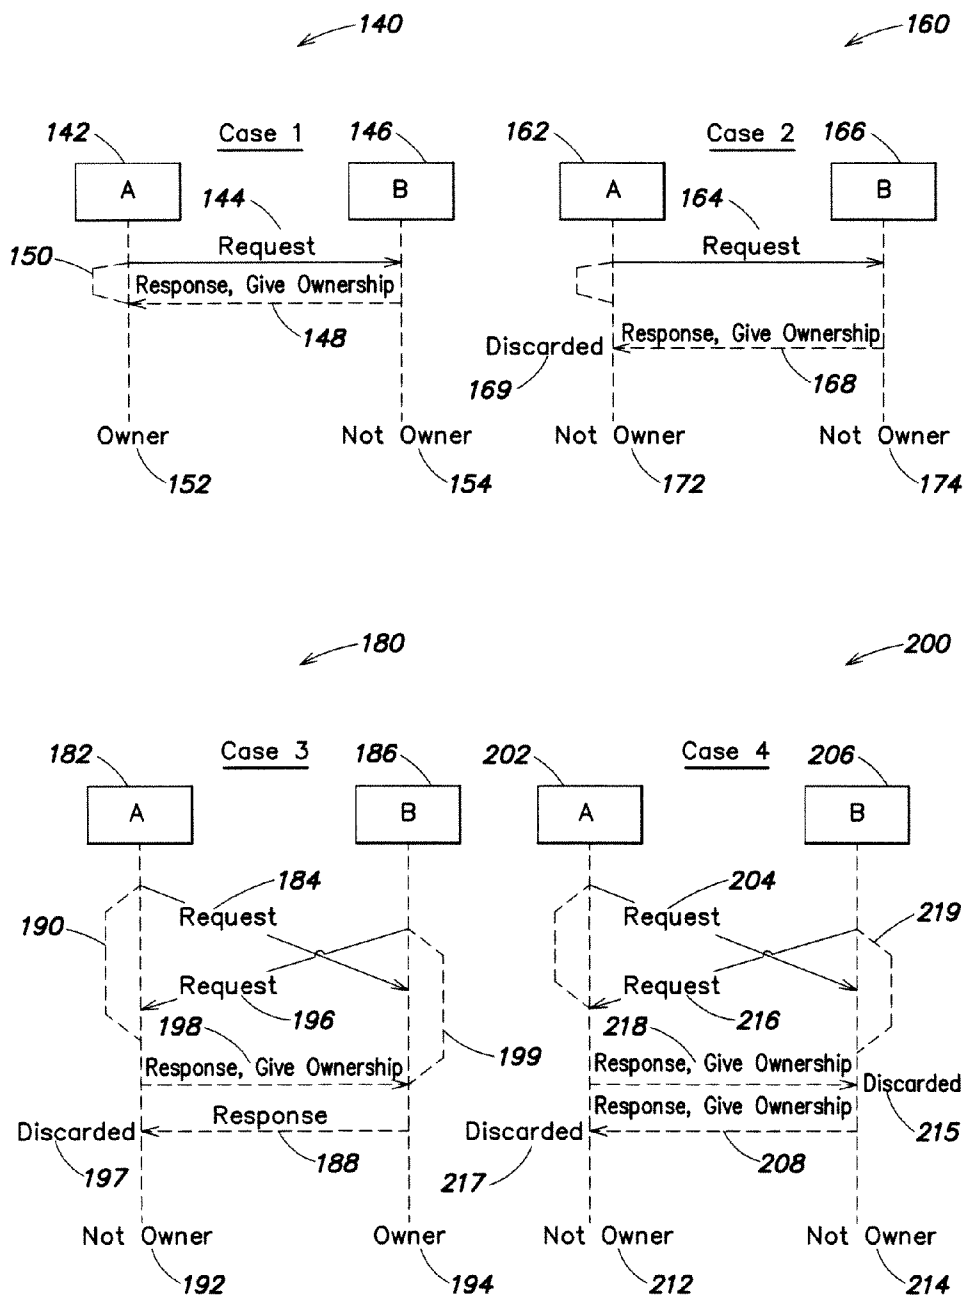 140
160
142
Case 1
146
162
Case 2
166
A
B
A
B
144
164
150
Request
Request
Response, Give Ownership
148
Discarded
Response, Give Ownership
169
168
Owner
Not Owner
Not Owner
Not Owner
152
154
172
174
180
200
182
Case 3
186
202
Case 4
206
A
B
A
B
184
204
190
Request
Request
219
Request
Request
198
196
218
216
199
Response, Give Ownership
Response, Give Ownership
Discarded
Response
Response, Give Ownership
215
Discarded
Discarded
197
188
217
208
Not Owner
Owner
Not Owner
Not Owner
192
194
212
214